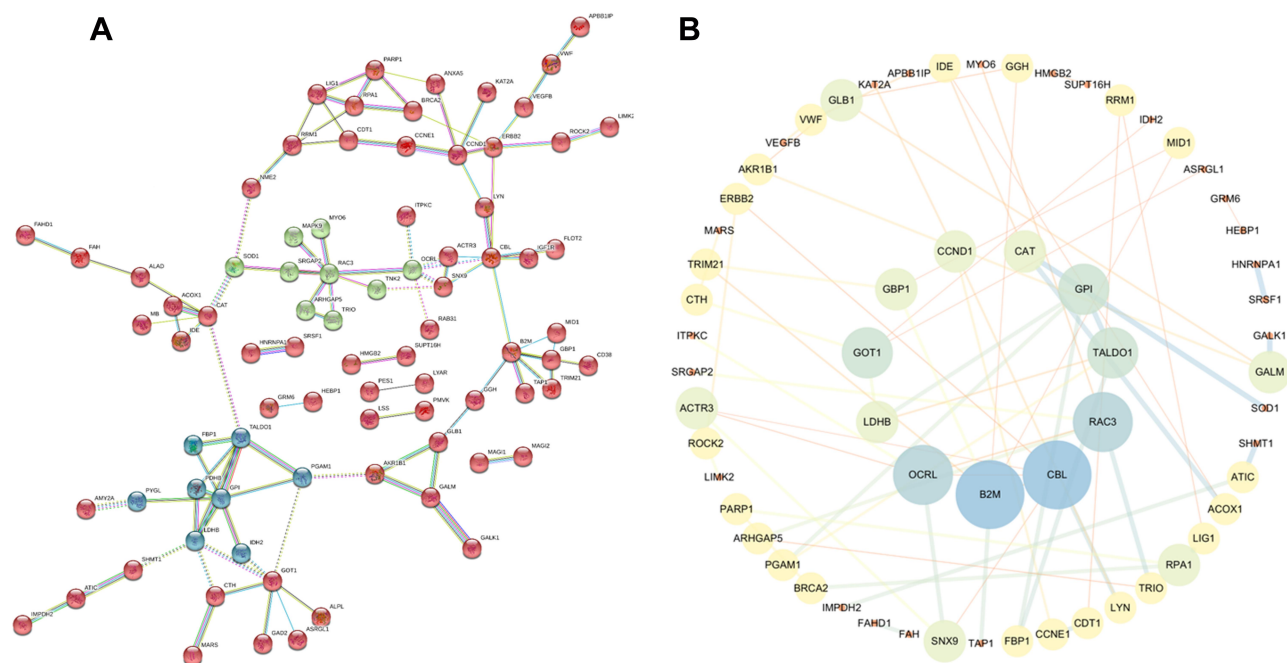 A
B
APBB1IP
VWF
PARP1
ANXA5
KAT2A
LIG1
RPA1
BRCA2
VEGFB
LIMK2
ROCK2
RRM1
CDT1
CCNE1
CCND1
ERBB2
NME2
LYN
ITPKC
FAHD1
FAH
MYO6
MAPK9
ACTR3
CBL
IGF1R
FLOT2
SOD1
SRGAP2
RAC3
OCRL
ALAD
TNK2
SNX9
ACOX1
CAT
ARHGAP5
TRIO
MB
IDE
RAB31
MID1
HNRNPA1
SRSF1
HMGB2
SUPT16H
B2M
GBP1
CD38
PES1
LYAR
TAP1
TRIM21
GRM6
HEBP1
LSS
PMVK
GGH
TALDO1
FBP1
GLB1
MAGI1
MAGI2
PGAM1
AKR1B1
PDHB
GPI
PYGL
AMY2A
GALM
LDHB
IDH2
GALK1
SHMT1
GOT1
ATIC
CTH
IMPDH2
ALPL
GAD2
ASRGL1
MARS
MYO6
IDE
GGH
APBB1IP
HMGB2
KAT2A
SUPT16H
GLB1
RRM1
VWF
IDH2
VEGFB
MID1
AKR1B1
ASRGL1
ERBB2
GRM6
MARS
HEBP1
CCND1
CAT
TRIM21
HNRNPA1
GBP1
GPI
CTH
SRSF1
ITPKC
GALK1
GOT1
TALDO1
SRGAP2
GALM
ACTR3
SOD1
LDHB
RAC3
ROCK2
SHMT1
LIMK2
OCRL
B2M
CBL
ATIC
PARP1
ACOX1
ARHGAP5
LIG1
PGAM1
RPA1
BRCA2
TRIO
IMPDH2
LYN
FAHD1
CDT1
FAH
CCNE1
SNX9
TAP1
FBP1